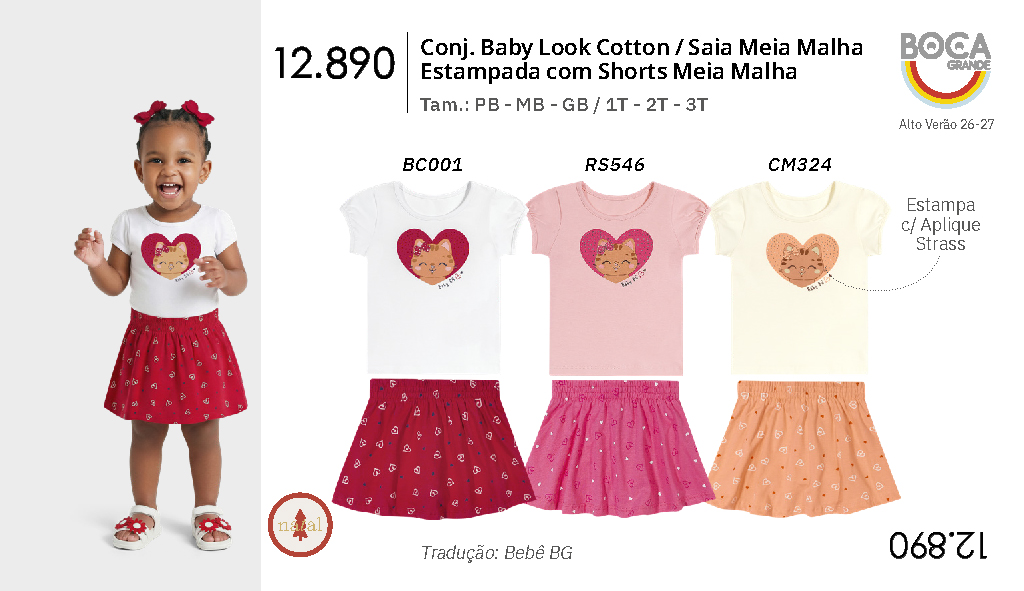 12.890
Conj. Baby Look Cotton / Saia Meia Malha
Estampada com Shorts Meia Malha
Tam.: PB - MB - GB / 1T - 2T - 3T
BOCA
GRANDE
Alto Verão 26-27
BC001
RS546
CM324
Estampa
c/ Aplique
Strass
natal
Tradução: Bebê BG
12.890